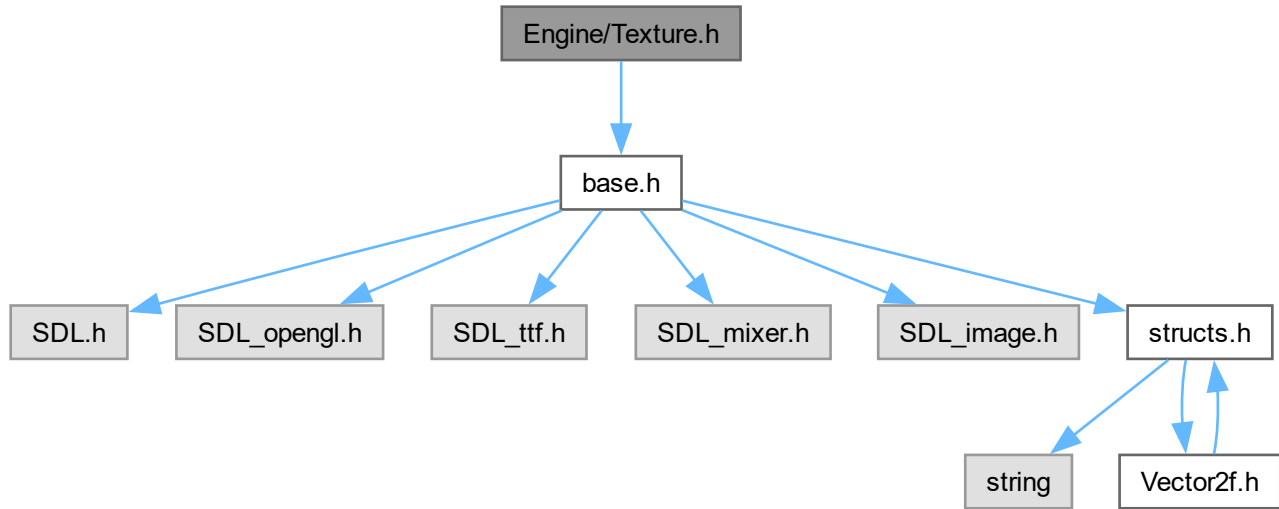 Engine/Texture.h
base.h
SDL.h
SDL_opengl.h
SDL_ttf.h
SDL_mixer.h
SDL_image.h
structs.h
string
Vector2f.h